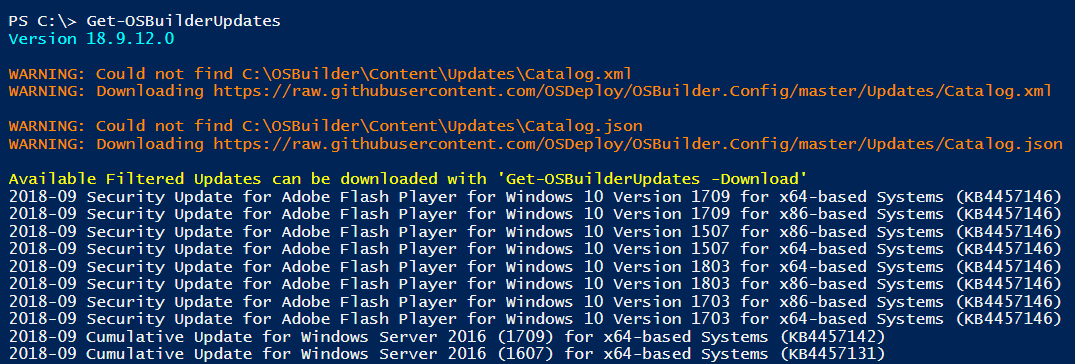 PS C:\> Get-OSBuilderUpdates
Version 18.9.12.0
WARNING: Could not find C:\OSBuilder\Content\Updates\Catalog.xml
WARNING: Downloading https://raw.githubusercontent.com/OSDeploy/OSBuilder.Config/master/Updates/Catalog.xml
WARNING: Could not find C:\OSBuilder\Content\Updates\Catalog.json
WARNING: Downloading https://raw.githubusercontent.com/OSDeploy/OSBuilder.Config/master/Updates/Catalog.json
Available Filtered Updates can be downloaded with 'Get-OSBuilderUpdates -Download'
2018-09 Security Update for Adobe Flash Player for Windows 10 Version 1709 for x64-based Systems (KB4457146)
2018-09 Security Update for Adobe Flash Player for Windows 10 Version 1709 for x86-based Systems (KB4457146)
2018-09 Security Update for Adobe Flash Player for Windows 10 Version 1507 for x86-based Systems (KB4457146)
2018-09 Security Update for Adobe Flash Player for Windows 10 Version 1507 for x64-based Systems (KB4457146)
2018-09 Security Update for Adobe Flash Player for Windows 10 Version 1803 for x64-based Systems (KB4457146)
2018-09 Security Update for Adobe Flash Player for Windows 10 Version 1803 for x86-based Systems (KB4457146)
2018-09 Security Update for Adobe Flash Player for Windows 10 Version 1703 for x86-based Systems (KB4457146)
2018-09 Security Update for Adobe Flash Player for Windows 10 Version 1703 for x64-based Systems (KB4457146)
2018-09 Cumulative Update for Windows Server 2016 (1709) for x64-based Systems (KB4457142)
2018-09 Cumulative Update for Windows Server 2016 (1607) for x64-based Systems (KB4457131)